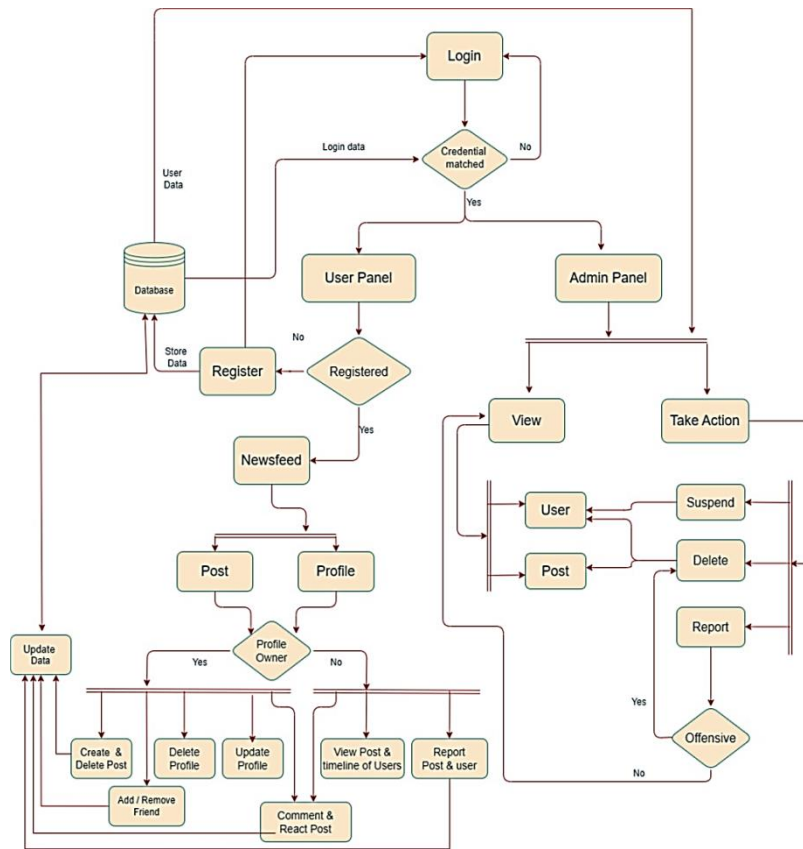 Login
Credential
matched
No
Login data
User
Data
Yes
Database
User Panel
Admin Panel
Store
Data
Register
No
Registered
Yes
View
Take Action
Newsfeed
User
Suspend
Post
Delete
Post
Profile
Report
Profile
Owner
Yes
No
Update
Data
Yes
Offensive
No
Create &
Delete Post
Delete
Profile
Update
Profile
View Post &
timeline of Users
Report
Post & user
Add / Remove
Friend
Comment &
React Post